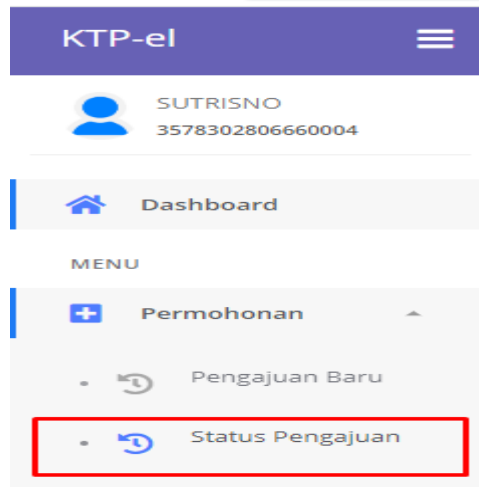 KTP-el
SUTRISNO
3578302806660004
Dashboard
MENU
Permohonan
Pengajuan Baru
Status Pengajuan